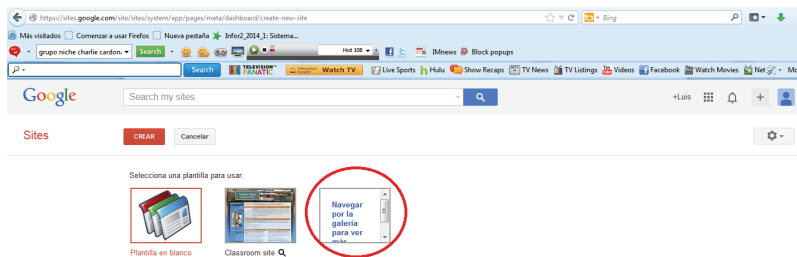 https://sites.google.com/site/sites/system/app/pages/meta/dashboard/create-new-site
Bing
Más visitados Comenzar a usar Firefox Nueva pestaña Infor2_2014_1: Sistema...
grupo niche charlie cardon. Search Hot 108 IMnews Block popups
Search TELEVISION FANATIC Watch TV Live Sports Hulu Show Recaps TV News TV Listings Videos Facebook Watch Movies Net Mo
Google Search my sites +Luis
Sites CREAR Cancelar
Selecciona una plantilla para usar:
Navegar
por la
galería
para ver
más
Plantilla en blanco Classroom site